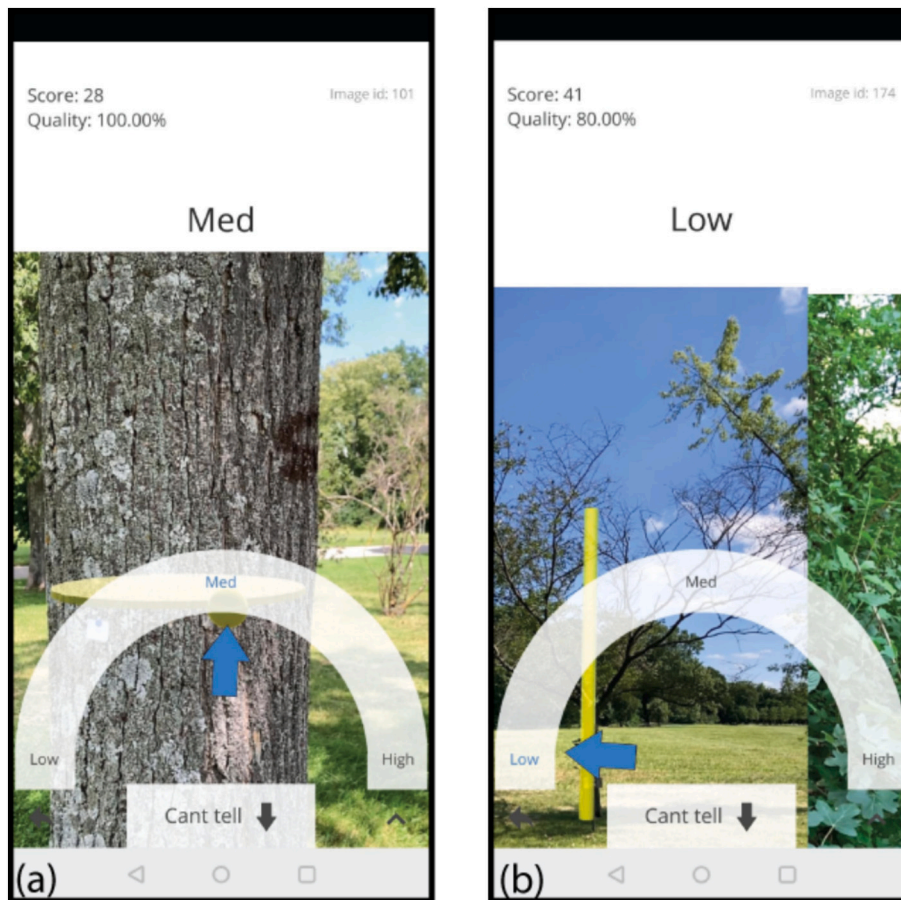 Score: 28
Image id: 101
Quality: 100.00%
Med
Med
Low
High
Cant tell
(a)
Score: 41
Image id: 174
Quality: 80.00%
Low
Med
Low
High
Cant tell
(b)